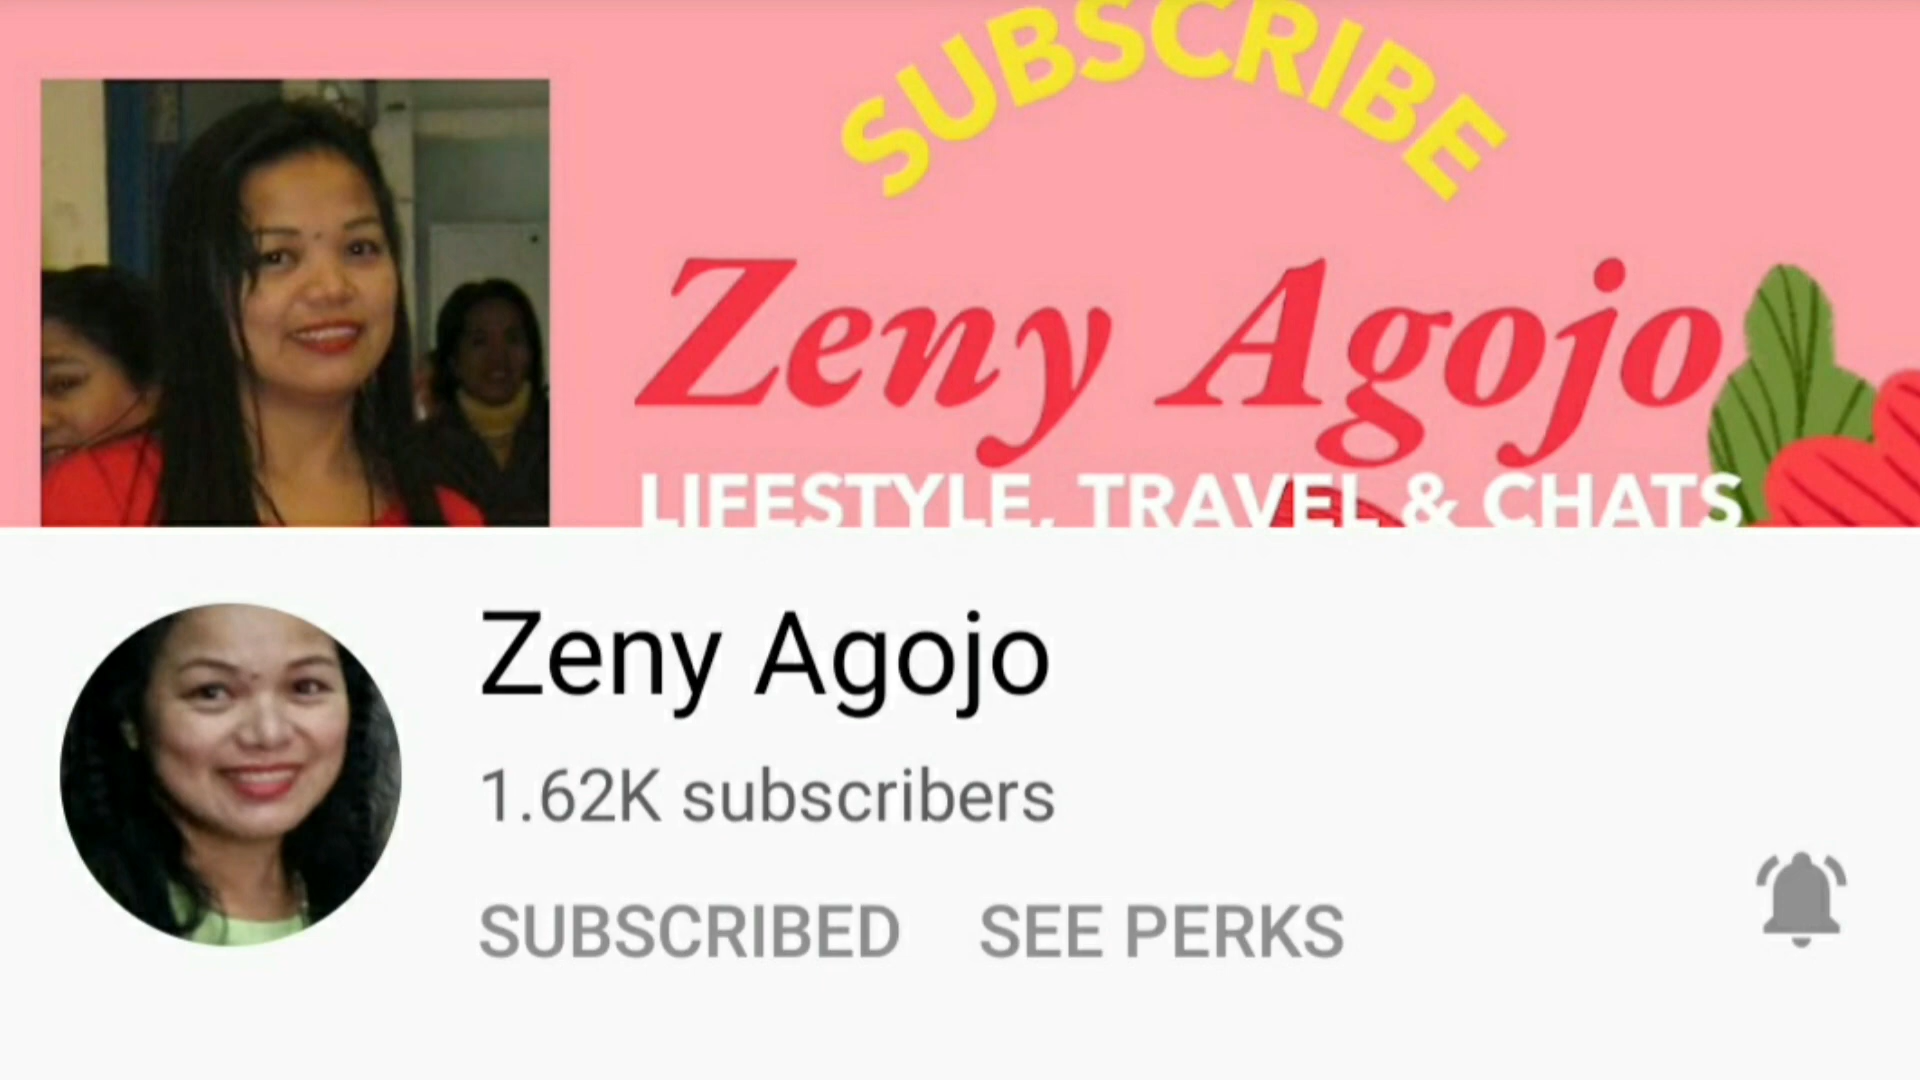 SUBSCRIBE
Zeny Agojo
LIFESTYLE, TRAVEL & CHATS
Zeny Agojo
1.62K subscribers
SUBSCRIBED SEE PERKS